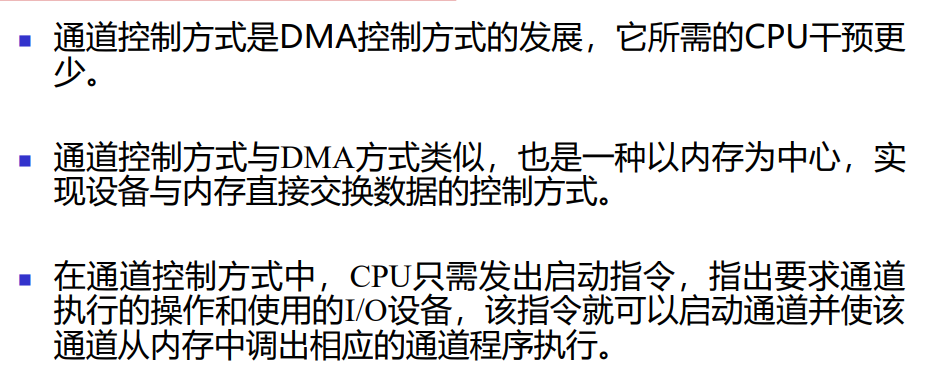 通道控制方式是DMA控制方式的发展，它所需的CPU干预更
少。
通道控制方式与DMA方式类似，也是一种以内存为中心，实
现设备与内存直接交换数据的控制方式。
在通道控制方式中，CPU只需发出启动指令，指出要求通道
执行的操作和使用的I/O设备，该指令就可以启动通道并使该
通道从内存中调出相应的通道程序执行。